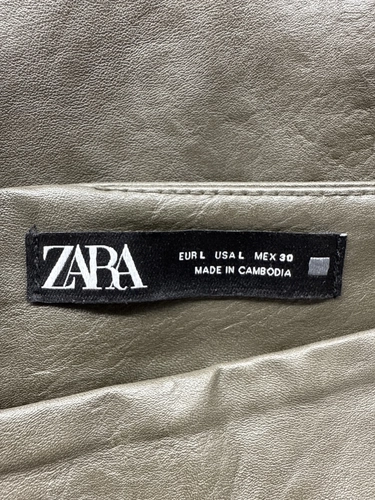 ZARA
EUR L USA L MEX 30
MADE IN CAMBODIA